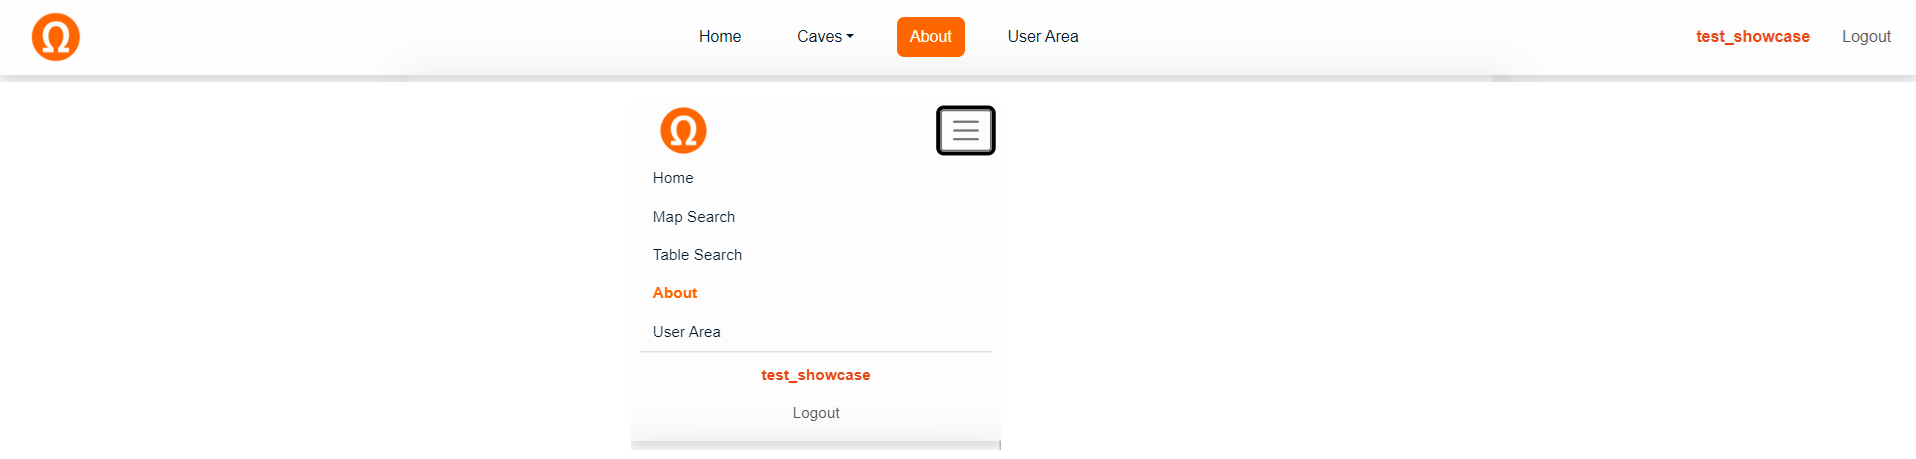 Ω Home Caves About User Area test_showcase Logout
Ω
Home
Map Search
Table Search
About
User Area
test_showcase
Logout